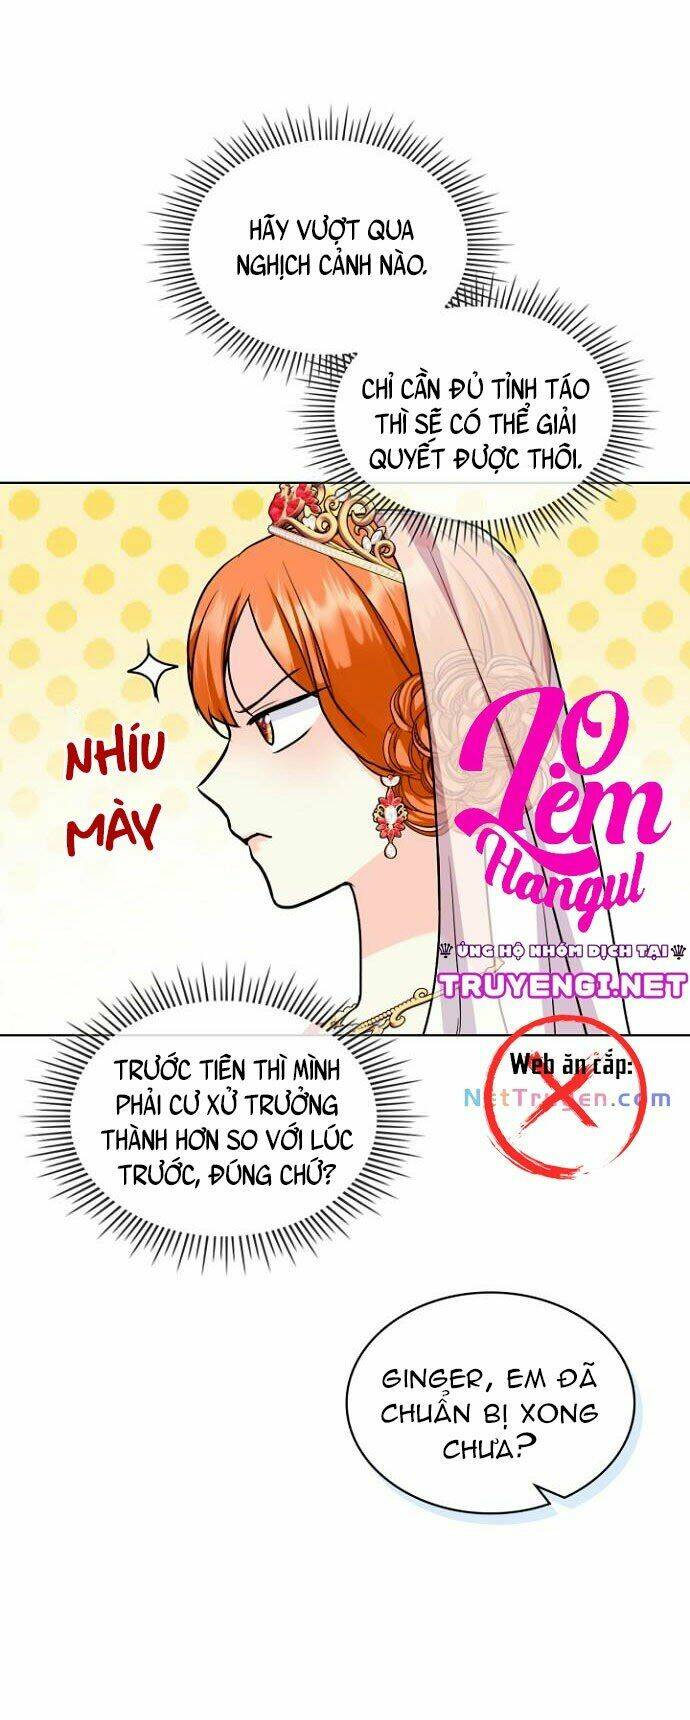 HÃY VƯỢT QUA
NGHỊCH CẢNH NÀO.
CHỈ CẦN ĐỦ TỈNH TÁO
THÌ SẼ CÓ THỂ GIẢI
QUYẾT ĐƯỢC THÔI.
NHÍU
MÀY
LO
LEM
Hangul
ỦNG HỘ NHÓM DỊCH TẠI
TRUYENGI.NET
Web ăn cắp:
NetTruyen.com
TRƯỚC TIÊN THÌ MÌNH
PHẢI CƯ XỬ TRƯỞNG
THÀNH HƠN SO VỚI LÚC
TRƯỚC, ĐÚNG CHỨ?
GINGER, EM ĐÃ
CHUẨN BỊ XONG
CHƯA?